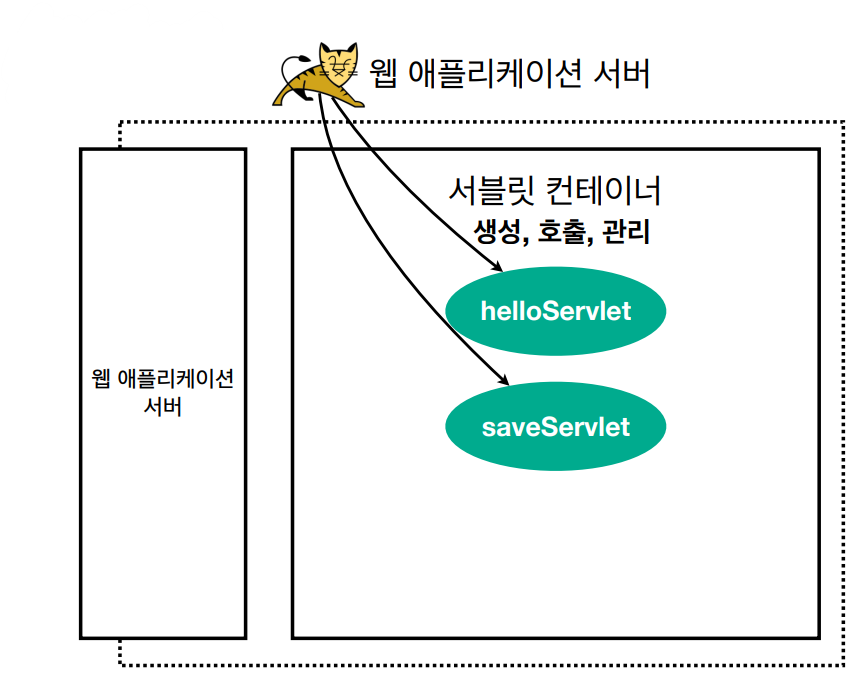 웹 애플리케이션 서버
서블릿 컨테이너
생성, 호출, 관리
helloServlet
웹 애플리케이션
서버
saveServlet